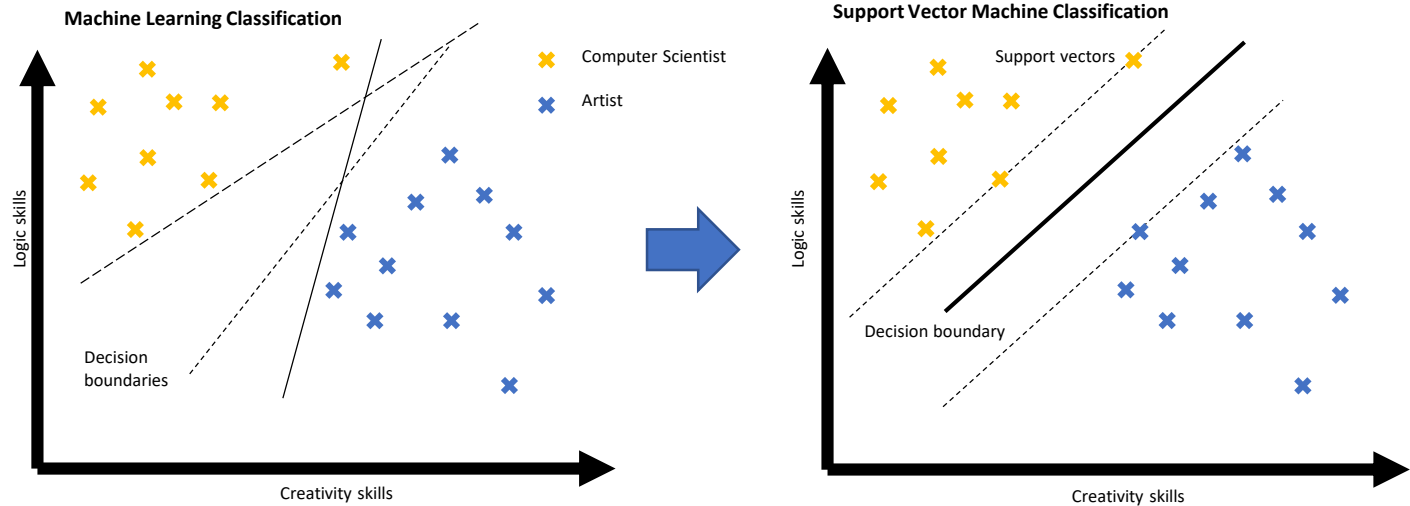 Machine Learning Classification
Computer Scientist
Artist
Logic skills
Decision
boundaries
Creativity skills
Support Vector Machine Classification
Support vectors
Logic skills
Decision boundary
Creativity skills